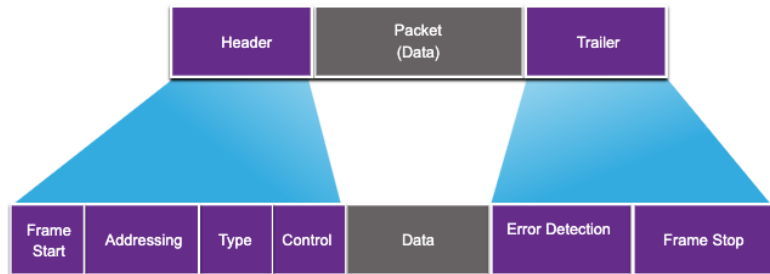 Header
Packet
(Data)
Trailer
Frame
Start
Addressing
Type
Control
Data
Error Detection
Frame Stop